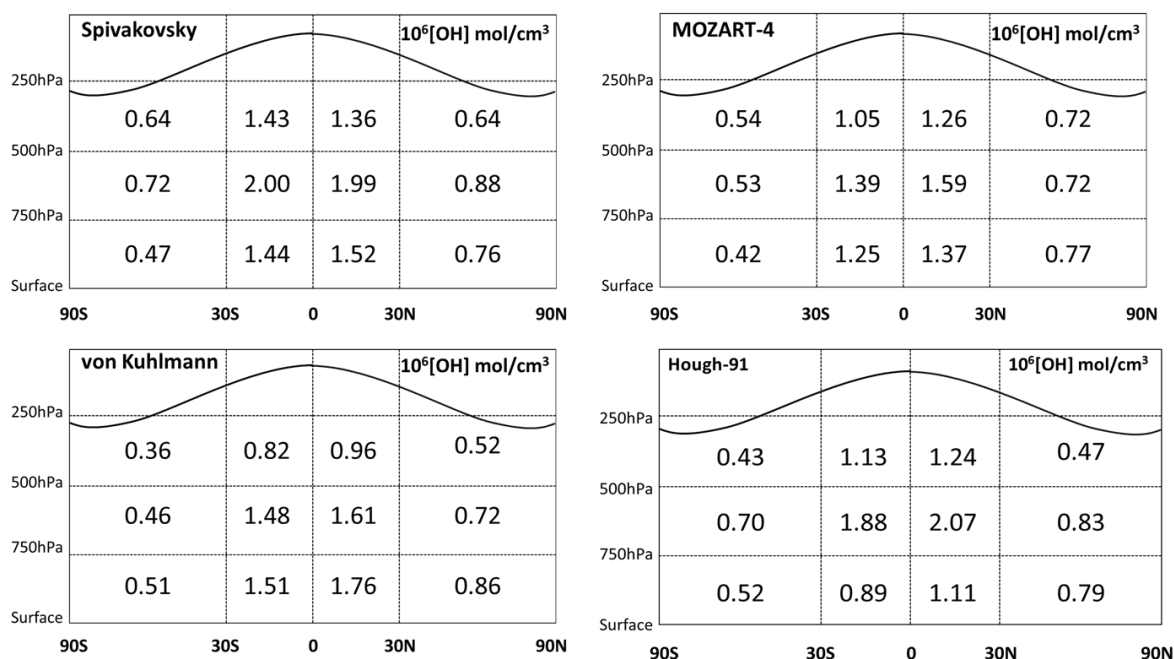 Spivakovsky 10⁶[OH] mol/cm³
250hPa
0.64 1.43 1.36 0.64
500hPa
0.72 2.00 1.99 0.88
750hPa
0.47 1.44 1.52 0.76
Surface
90S 30S 0 30N 90N
MOZART-4 10⁶[OH] mol/cm³
250hPa
0.54 1.05 1.26 0.72
500hPa
0.53 1.39 1.59 0.72
750hPa
0.42 1.25 1.37 0.77
Surface
90S 30S 0 30N 90N
von Kuhlmann 10⁶[OH] mol/cm³
250hPa
0.36 0.82 0.96 0.52
500hPa
0.46 1.48 1.61 0.72
750hPa
0.51 1.51 1.76 0.86
Surface
90S 30S 0 30N 90N
Hough-91 10⁶[OH] mol/cm³
250hPa
0.43 1.13 1.24 0.47
500hPa
0.70 1.88 2.07 0.83
750hPa
0.52 0.89 1.11 0.79
Surface
90S 30S 0 30N 90N